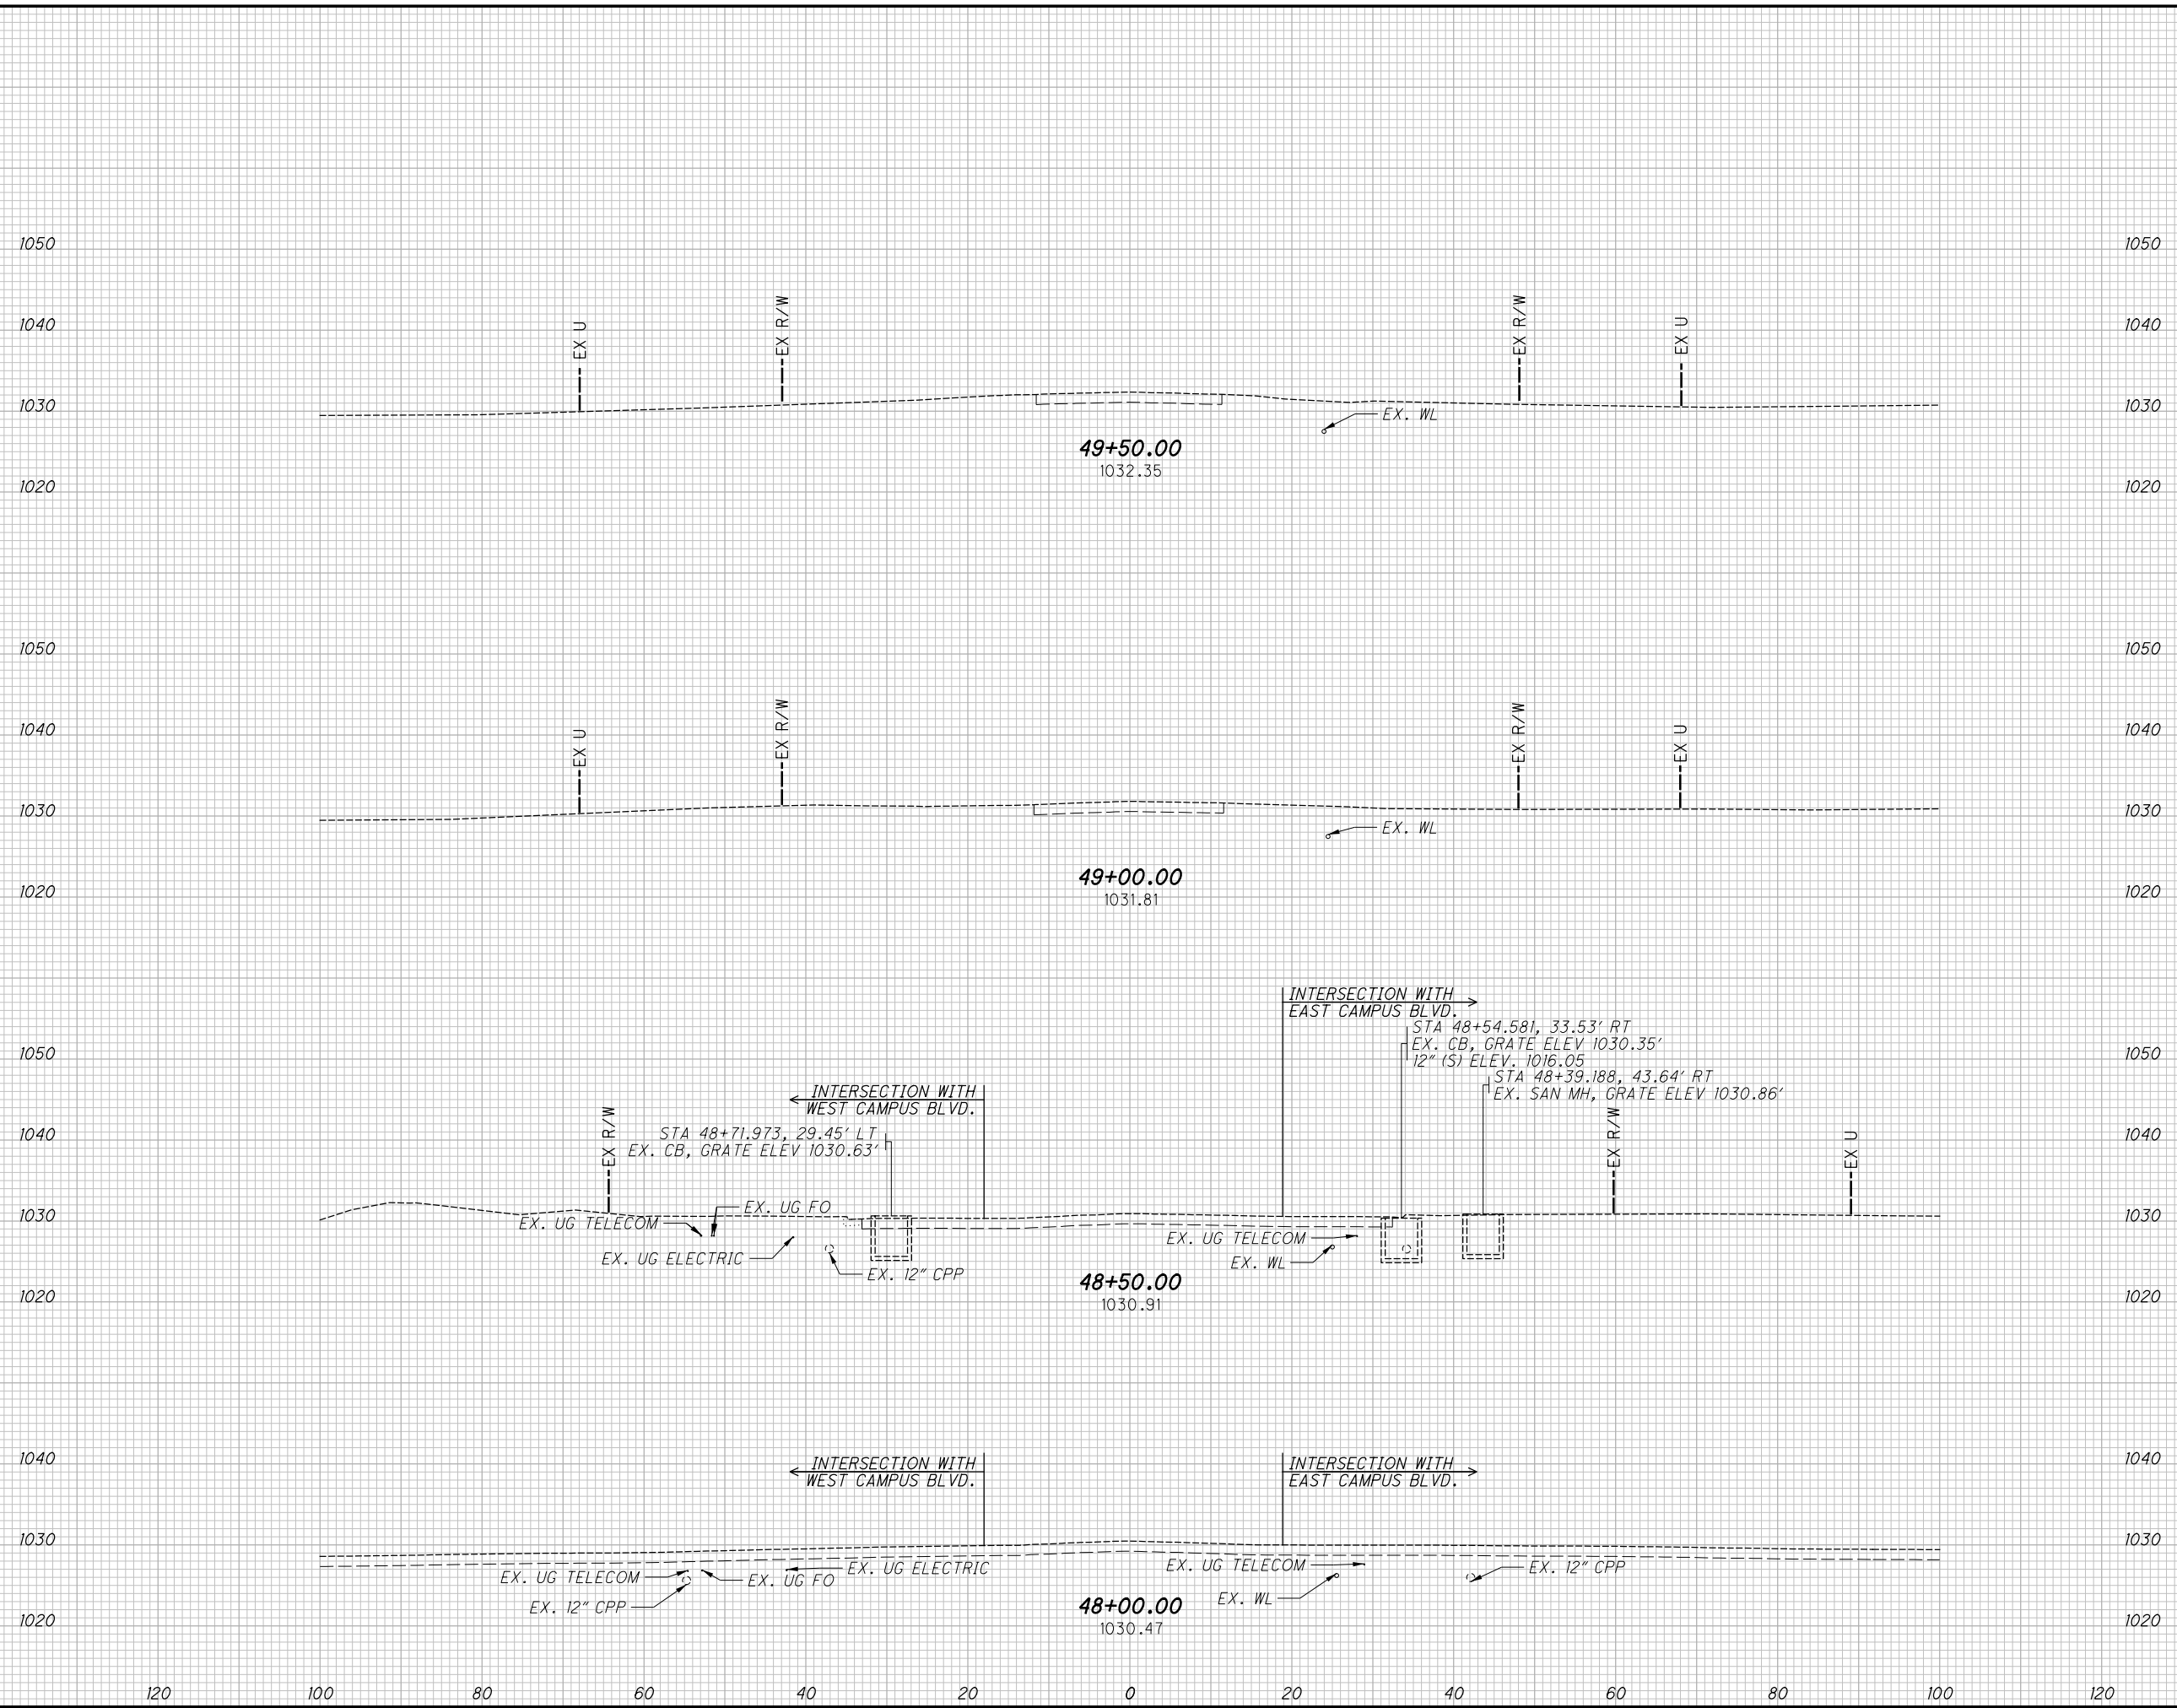 1050 1050
EX U EX R/W EX R/W EX U
1040 1040
1030 1030
EX. WL
49+50.00
1032.35
1020 1020
1050 1050
EX U EX R/W EX R/W EX U
1040 1040
1030 1030
EX. WL
49+00.00
1031.81
1020 1020
INTERSECTION WITH
EAST CAMPUS BLVD.
STA 48+54.581, 33.53' RT
EX. CB, GRATE ELEV 1030.35'
12" (S) ELEV. 1016.05
1050 1050
STA 48+39.188, 43.64' RT
EX. SAN MH, GRATE ELEV 1030.86'
INTERSECTION WITH
WEST CAMPUS BLVD.
STA 48+71.973, 29.45' LT
EX. CB, GRATE ELEV 1030.63'
1040 1040
EX R/W EX R/W EX U
EX. UG FO
1030 1030
EX. UG TELECOM
EX. UG ELECTRIC
EX. 12" CPP
EX. UG TELECOM
EX. WL
48+50.00
1030.91
1020 1020
1040 1040
INTERSECTION WITH
WEST CAMPUS BLVD.
INTERSECTION WITH
EAST CAMPUS BLVD.
1030 1030
EX. UG TELECOM
EX. UG FO
EX. UG ELECTRIC
EX. 12" CPP
EX. UG TELECOM
EX. WL
EX. 12" CPP
48+00.00
1030.47
1020 1020
120 100 80 60 40 20 0 20 40 60 80 100 120